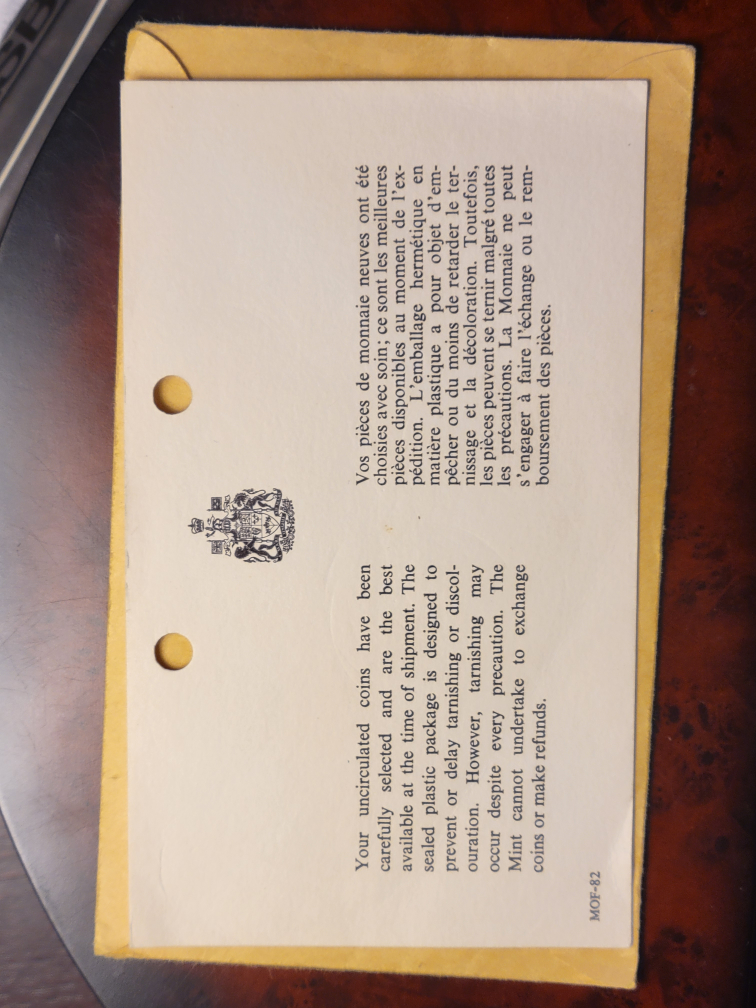 Your uncirculated coins have been
carefully selected and are the best
available at the time of shipment. The
sealed plastic package is designed to
prevent or delay tarnishing or discol-
ouration. However, tarnishing may
occur despite every precaution. The
Mint cannot undertake to exchange
coins or make refunds.
Vos pièces de monnaie neuves ont été
choisies avec soin; ce sont les meilleures
pièces disponibles au moment de l'ex-
pédition. L'emballage hermétique en
matière plastique a pour objet d'em-
pêcher ou du moins de retarder le ter-
nissage et la décoloration. Toutefois,
les pièces peuvent se ternir malgré toutes
les précautions. La Monnaie ne peut
s'engager à faire l'échange ou le rem-
boursement des pièces.
MOF-82